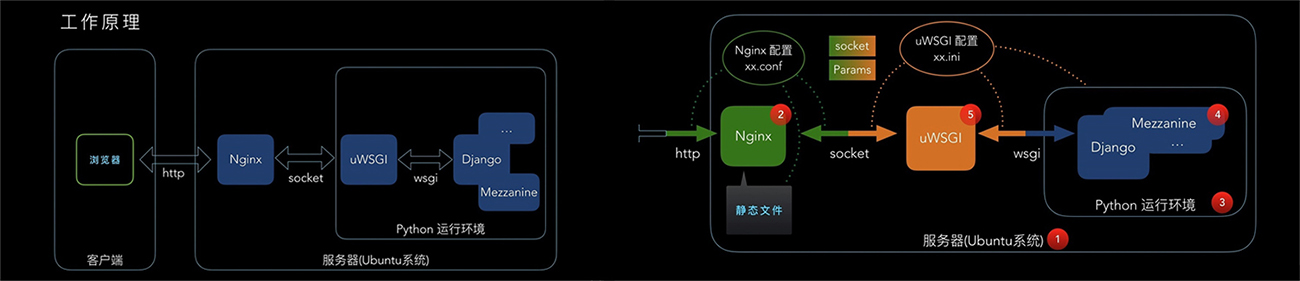 工作原理
浏览器
http
Nginx
socket
uWSGI
wsgi
...
Django
Mezzanine
Python 运行环境
客户端
服务器(Ubuntu系统)
Nginx 配置
xx.conf
socket
Params
uWSGI 配置
xx.ini
http
Nginx
2
静态文件
socket
uWSGI
5
wsgi
Mezzanine
4
...
Django
Python 运行环境
3
服务器(Ubuntu系统)
1